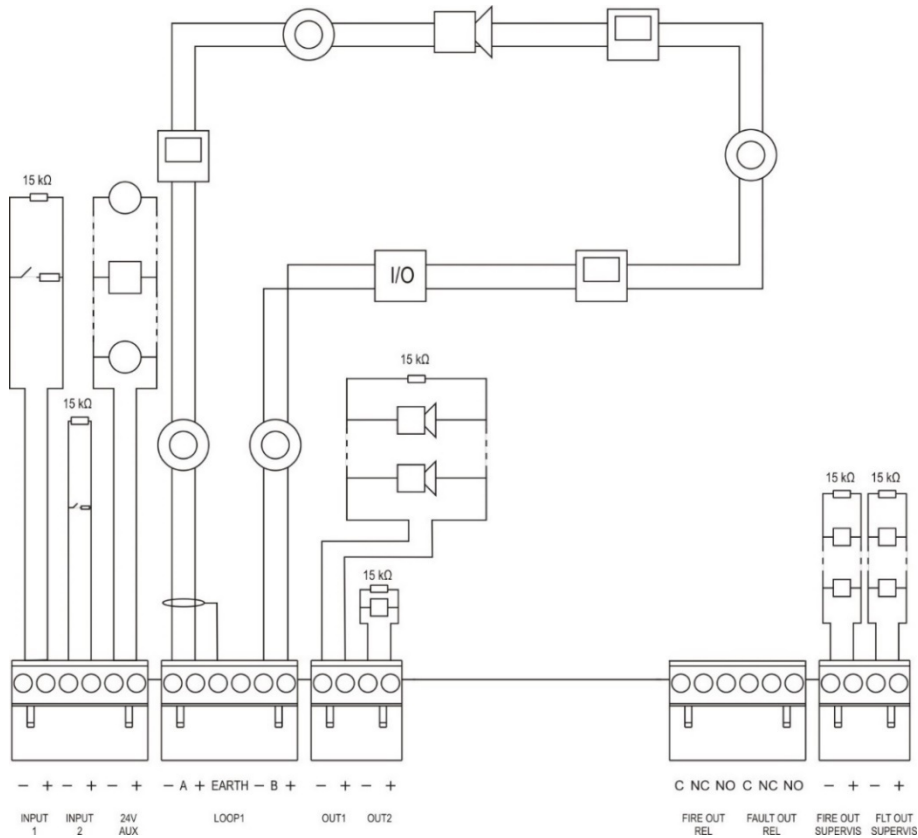 15 kΩ
I/O
15 kΩ
15 kΩ
15 kΩ 15 kΩ
15 kΩ
− + − + − + − A + EARTH − B + − + − + C NC NO C NC NO − + − +
INPUT INPUT 24V LOOP1 OUT1 OUT2 FIRE OUT FAULT OUT FIRE OUT FLT OUT
1 2 AUX REL REL SUPERVIS SUPERVIS